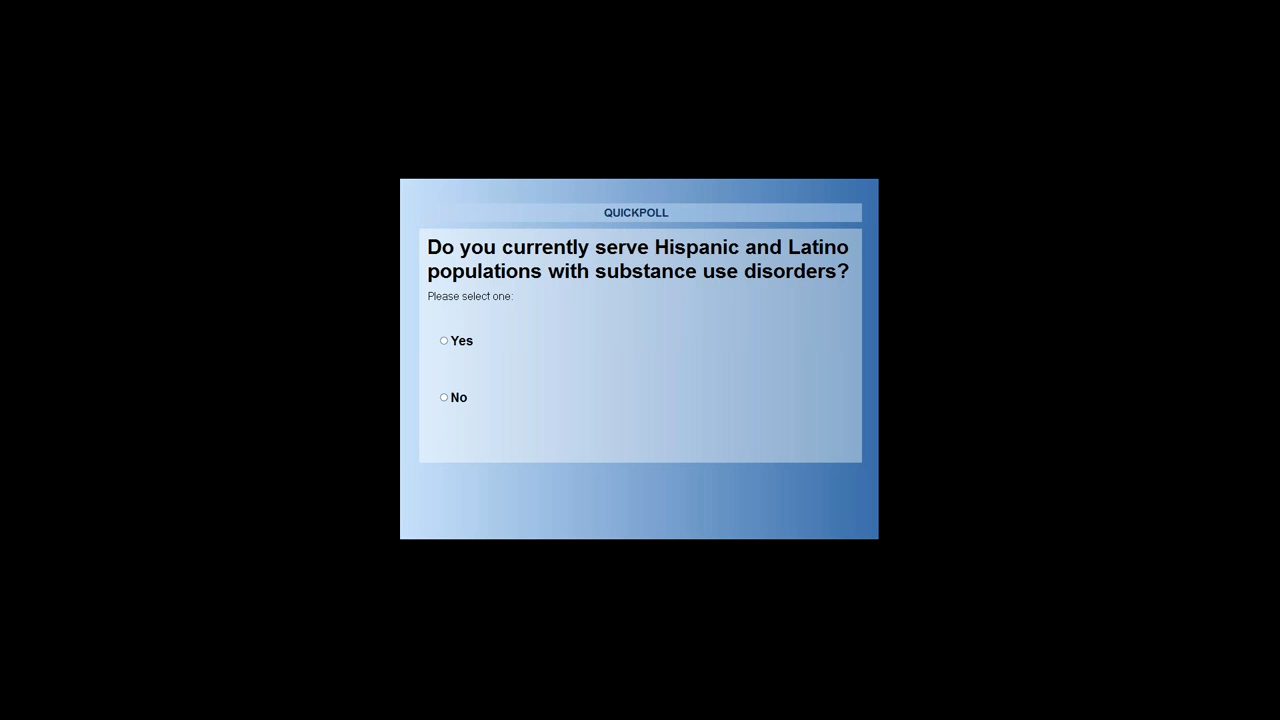 QUICKPOLL
Do you currently serve Hispanic and Latino
populations with substance use disorders?
Please select one:
Yes
No